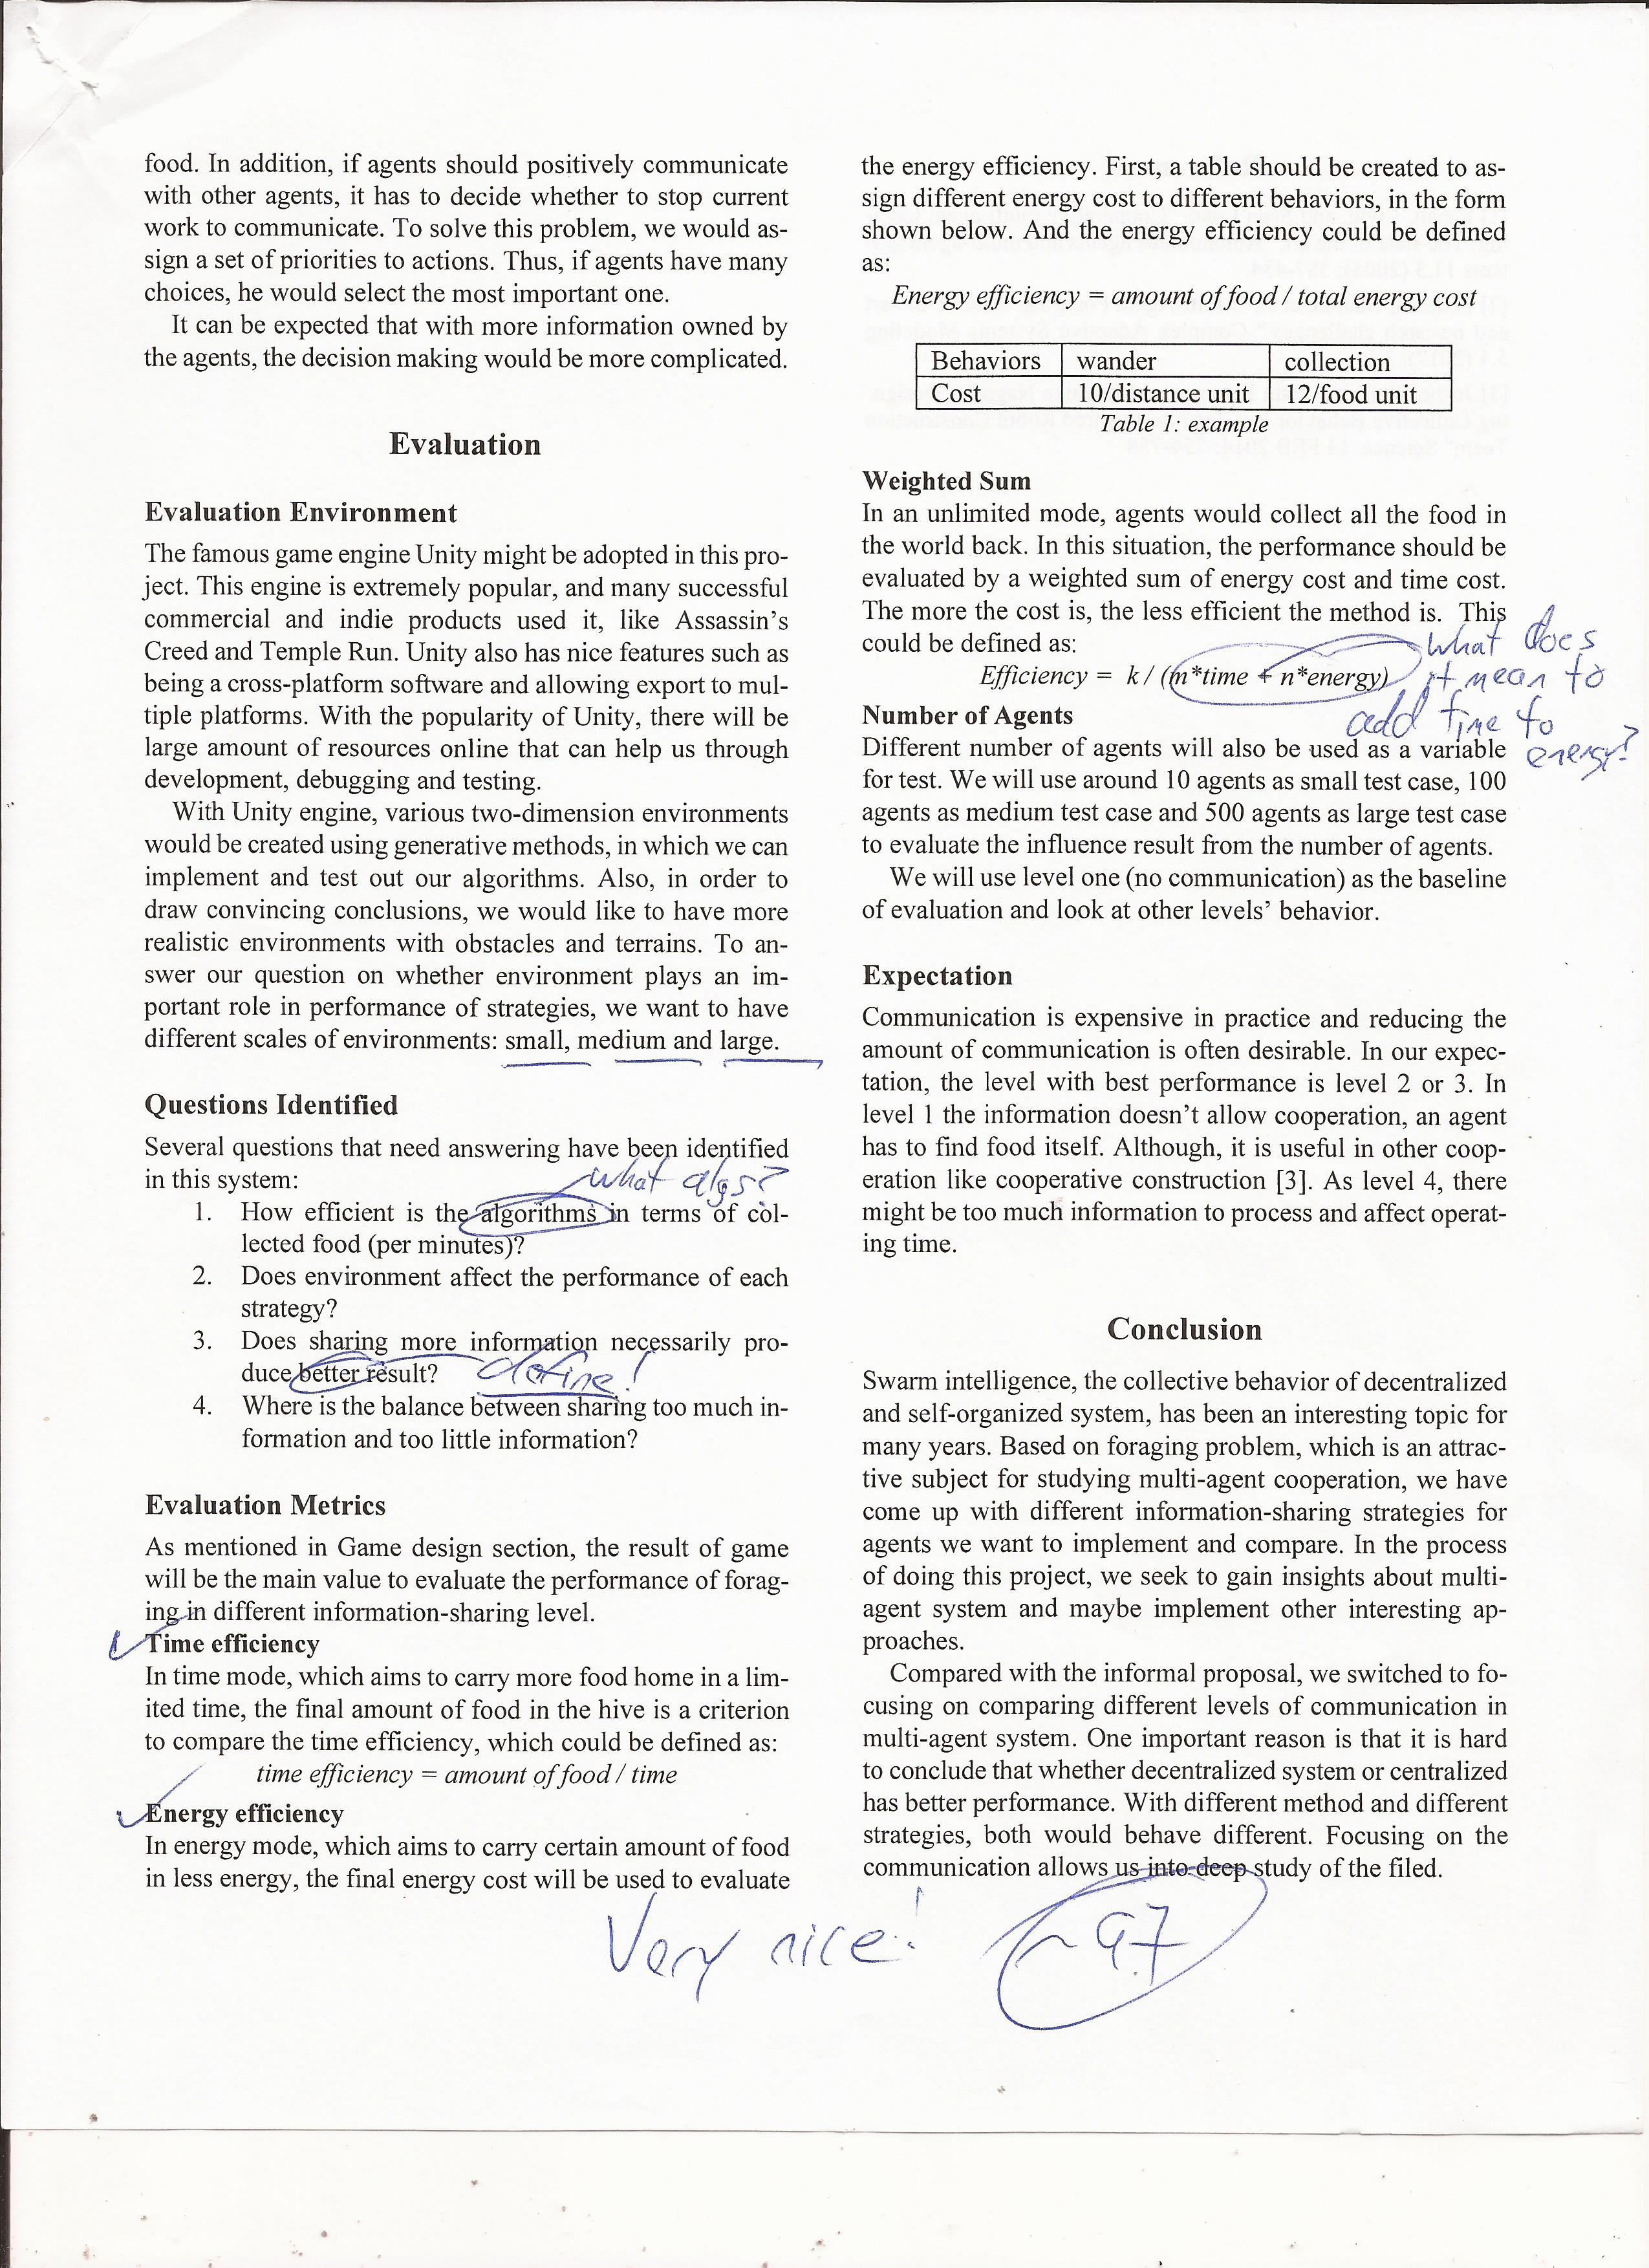 food. In addition, if agents should positively communicate
with other agents, it has to decide whether to stop current
work to communicate. To solve this problem, we would as-
sign a set of priorities to actions. Thus, if agents have many
choices, he would select the most important one.
It can be expected that with more information owned by
the agents, the decision making would be more complicated.
Evaluation
Evaluation Environment
The famous game engine Unity might be adopted in this pro-
ject. This engine is extremely popular, and many successful
commercial and indie products used it, like Assassin's
Creed and Temple Run. Unity also has nice features such as
being a cross-platform software and allowing export to mul-
tiple platforms. With the popularity of Unity, there will be
large amount of resources online that can help us through
development, debugging and testing.
With Unity engine, various two-dimension environments
would be created using generative methods, in which we can
implement and test out our algorithms. Also, in order to
draw convincing conclusions, we would like to have more
realistic environments with obstacles and terrains. To an-
swer our question on whether environment plays an im-
portant role in performance of strategies, we want to have
different scales of environments: small, medium and large.
Questions Identified
Several questions that need answering have been identified
in this system:
what algs?
1. How efficient is the algorithms in terms of col-
lected food (per minutes)?
2. Does environment affect the performance of each
strategy?
3. Does sharing more information necessarily pro-
duce better result? define!
4. Where is the balance between sharing too much in-
formation and too little information?
Evaluation Metrics
As mentioned in Game design section, the result of game
will be the main value to evaluate the performance of forag-
ing in different information-sharing level.
Time efficiency
In time mode, which aims to carry more food home in a lim-
ited time, the final amount of food in the hive is a criterion
to compare the time efficiency, which could be defined as:
time efficiency = amount of food / time
Energy efficiency
In energy mode, which aims to carry certain amount of food
in less energy, the final energy cost will be used to evaluate
the energy efficiency. First, a table should be created to as-
sign different energy cost to different behaviors, in the form
shown below. And the energy efficiency could be defined
as:
Energy efficiency = amount of food / total energy cost
Behaviors wander collection
Cost 10/distance unit 12/food unit
Table 1: example
Weighted Sum
In an unlimited mode, agents would collect all the food in
the world back. In this situation, the performance should be
evaluated by a weighted sum of energy cost and time cost.
The more the cost is, the less efficient the method is. This
could be defined as:
Efficiency = k / (m*time + n*energy)
what does
it mean to
add time to
energy?
Number of Agents
Different number of agents will also be used as a variable
for test. We will use around 10 agents as small test case, 100
agents as medium test case and 500 agents as large test case
to evaluate the influence result from the number of agents.
We will use level one (no communication) as the baseline
of evaluation and look at other levels' behavior.
Expectation
Communication is expensive in practice and reducing the
amount of communication is often desirable. In our expec-
tation, the level with best performance is level 2 or 3. In
level 1 the information doesn't allow cooperation, an agent
has to find food itself. Although, it is useful in other coop-
eration like cooperative construction [3]. As level 4, there
might be too much information to process and affect operat-
ing time.
Conclusion
Swarm intelligence, the collective behavior of decentralized
and self-organized system, has been an interesting topic for
many years. Based on foraging problem, which is an attrac-
tive subject for studying multi-agent cooperation, we have
come up with different information-sharing strategies for
agents we want to implement and compare. In the process
of doing this project, we seek to gain insights about multi-
agent system and maybe implement other interesting ap-
proaches.
Compared with the informal proposal, we switched to fo-
cusing on comparing different levels of communication in
multi-agent system. One important reason is that it is hard
to conclude that whether decentralized system or centralized
has better performance. With different method and different
strategies, both would behave different. Focusing on the
communication allows us into deep study of the filed.
Very nice! 97